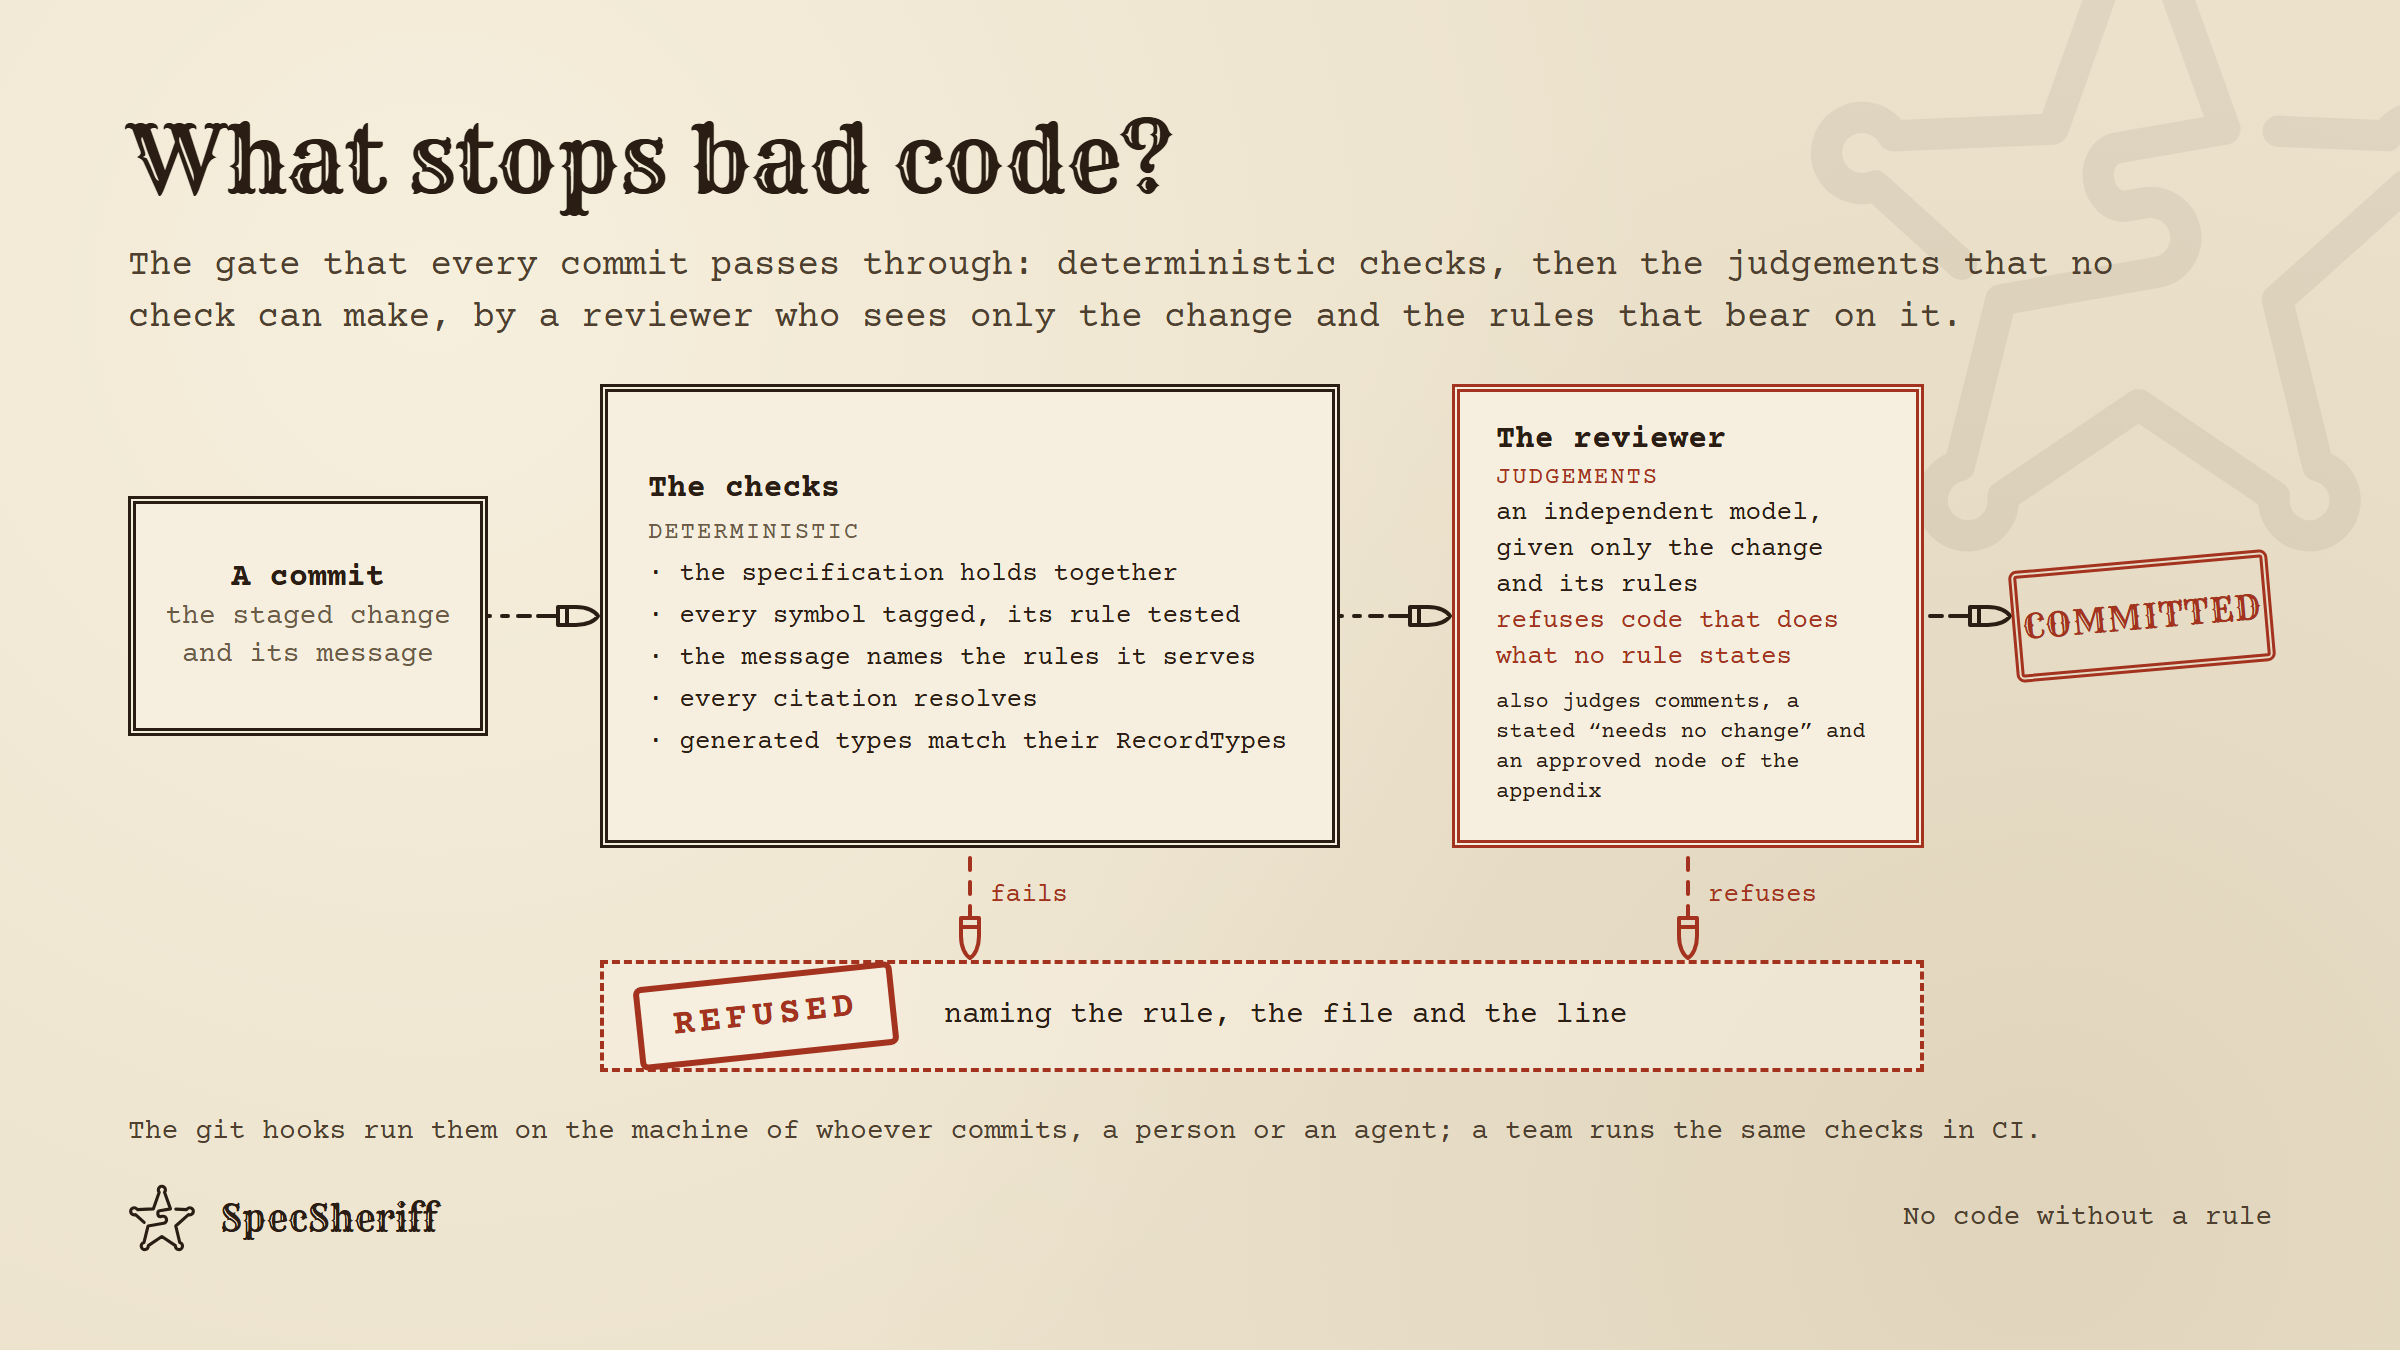 What stops bad code?
The gate that every commit passes through: deterministic checks, then the judgements that no
check can make, by a reviewer who sees only the change and the rules that bear on it.
A commit
the staged change
and its message
The checks
DETERMINISTIC
· the specification holds together
· every symbol tagged, its rule tested
· the message names the rules it serves
· every citation resolves
· generated types match their RecordTypes
The reviewer
JUDGEMENTS
an independent model,
given only the change
and its rules
refuses code that does
what no rule states
also judges comments, a
stated “needs no change” and
an approved node of the
appendix
COMMITTED
fails
refuses
REFUSED
naming the rule, the file and the line
The git hooks run them on the machine of whoever commits, a person or an agent; a team runs the same checks in CI.
SpecSheriff
No code without a rule